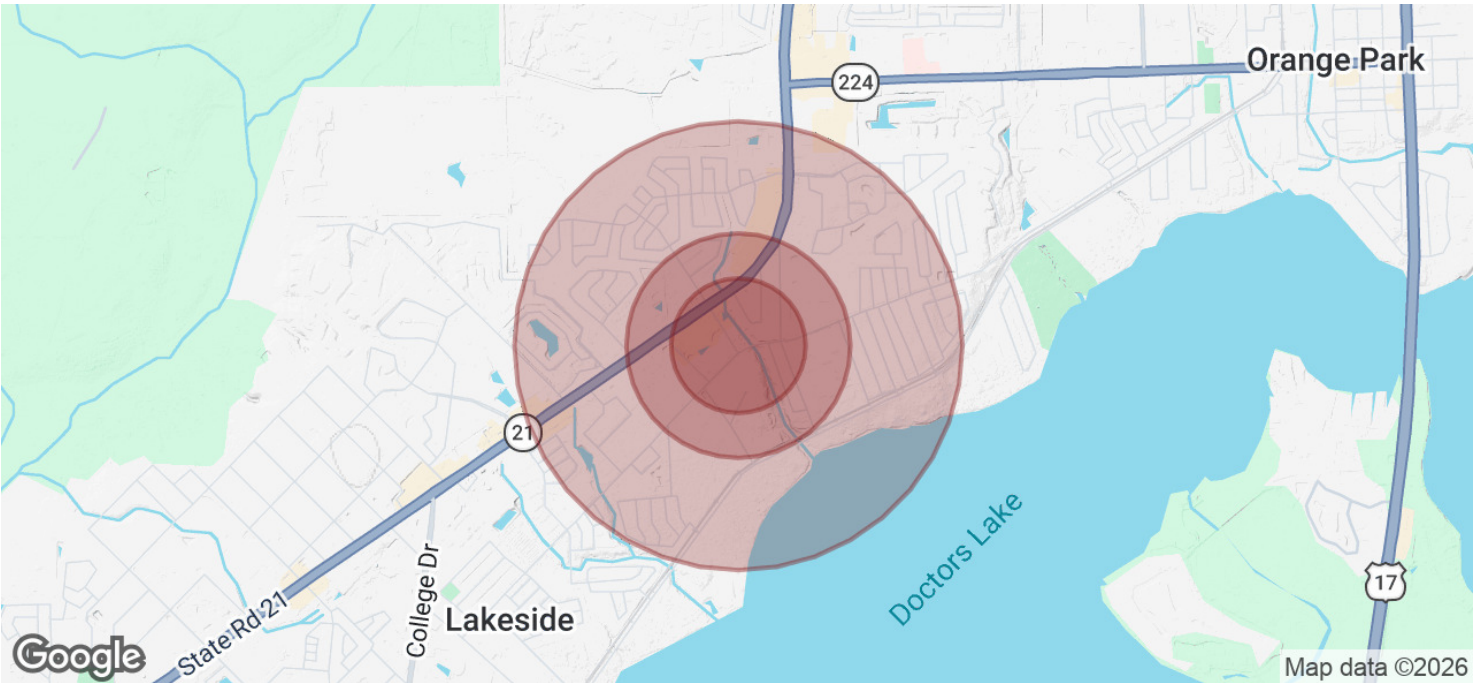 Orange Park
224
21
Doctors Lake
17
College Dr
Lakeside
State Rd 21
Google
Map data ©2026